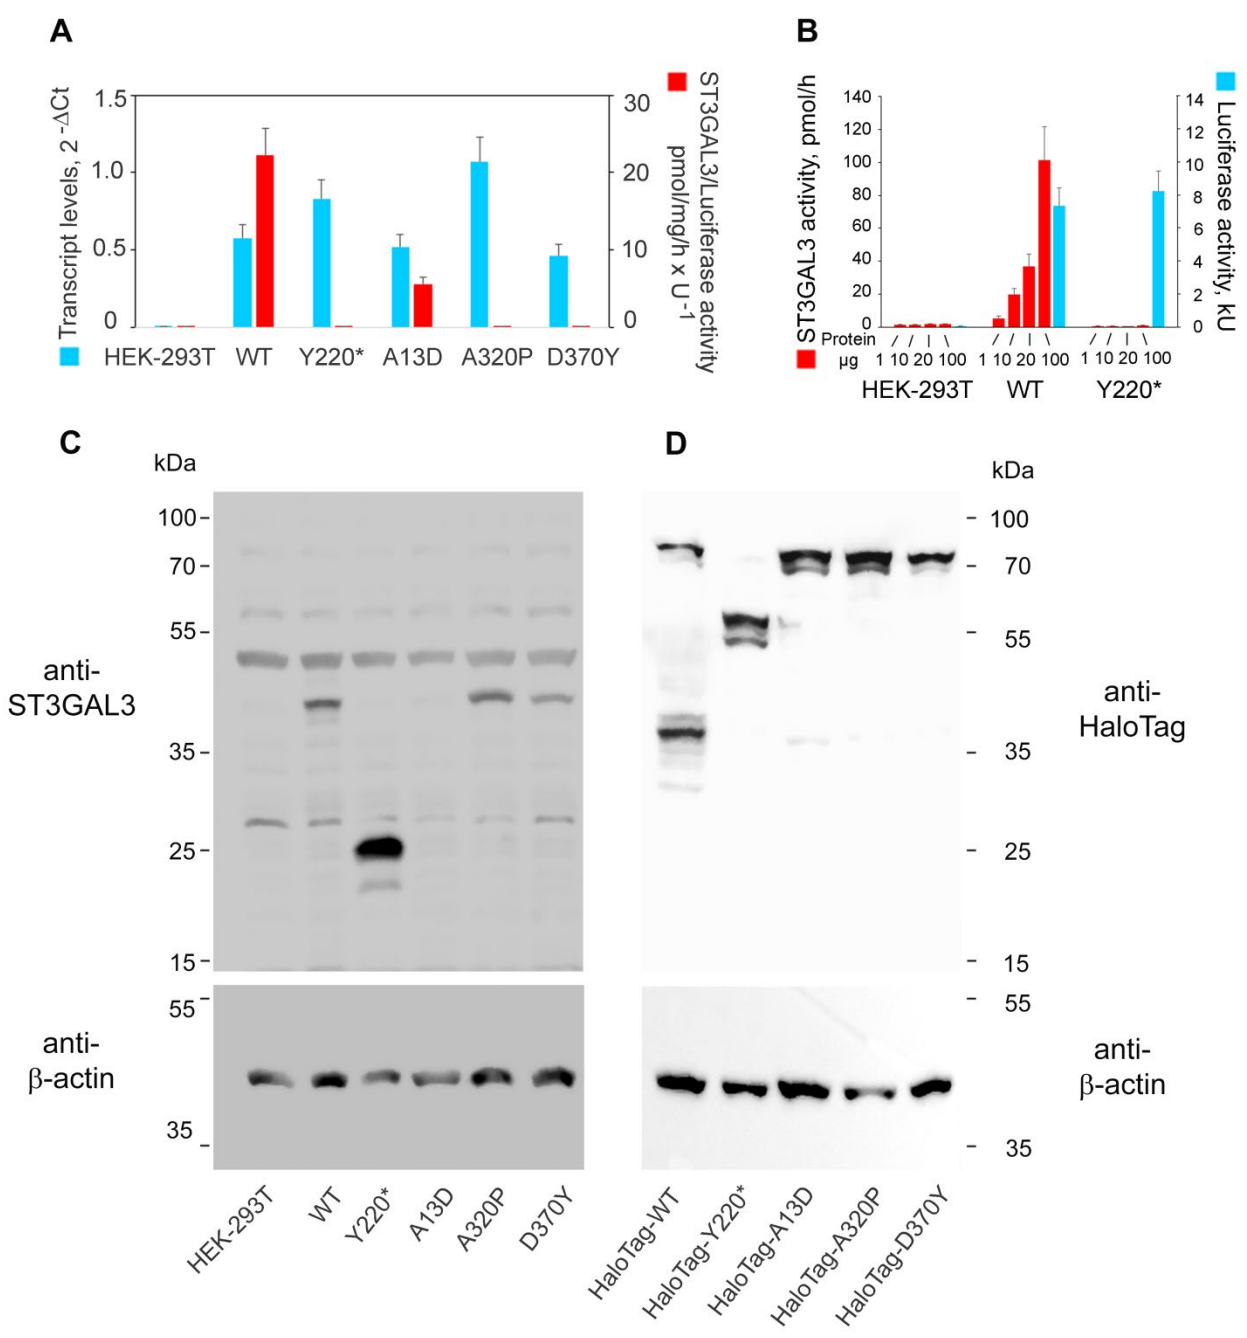 A
Transcript levels, 2 -ΔCt
1.5
1.0
0.5
0
30
20
10
0
ST3GAL3/Luciferase activity
pmol/mg/h x U-1
HEK-293T WT Y220* A13D A320P D370Y
B
ST3GAL3 activity, pmol/h
140
120
100
80
60
40
20
0
14
12
10
8
6
4
2
0
Luciferase activity, kU
Protein
µg
1 10 20 100 1 10 20 100 1 10 20 100
HEK-293T WT Y220*
C
kDa
100
70
55
35
25
15
anti-
ST3GAL3
55
35
anti-
β-actin
HEK-293T
WT
Y220*
A13D
A320P
D370Y
D
kDa
100
70
55
35
25
15
anti-
HaloTag
55
35
anti-
β-actin
HaloTag-WT
HaloTag-Y220*
HaloTag-A13D
HaloTag-A320P
HaloTag-D370Y